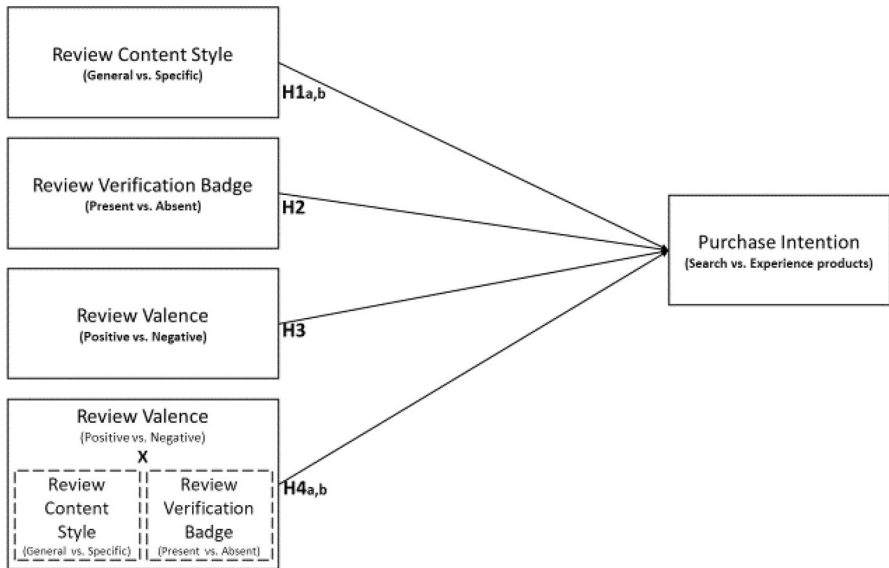 Review Content Style
(General vs. Specific)
H1a,b
Review Verification Badge
(Present vs. Absent)
H2
Purchase Intention
(Search vs. Experience products)
Review Valence
(Positive vs. Negative)
H3
Review Valence
(Positive vs. Negative)
X
Review
Content
Style
(General vs. Specific)
Review
Verification
Badge
(Present vs. Absent)
H4a,b